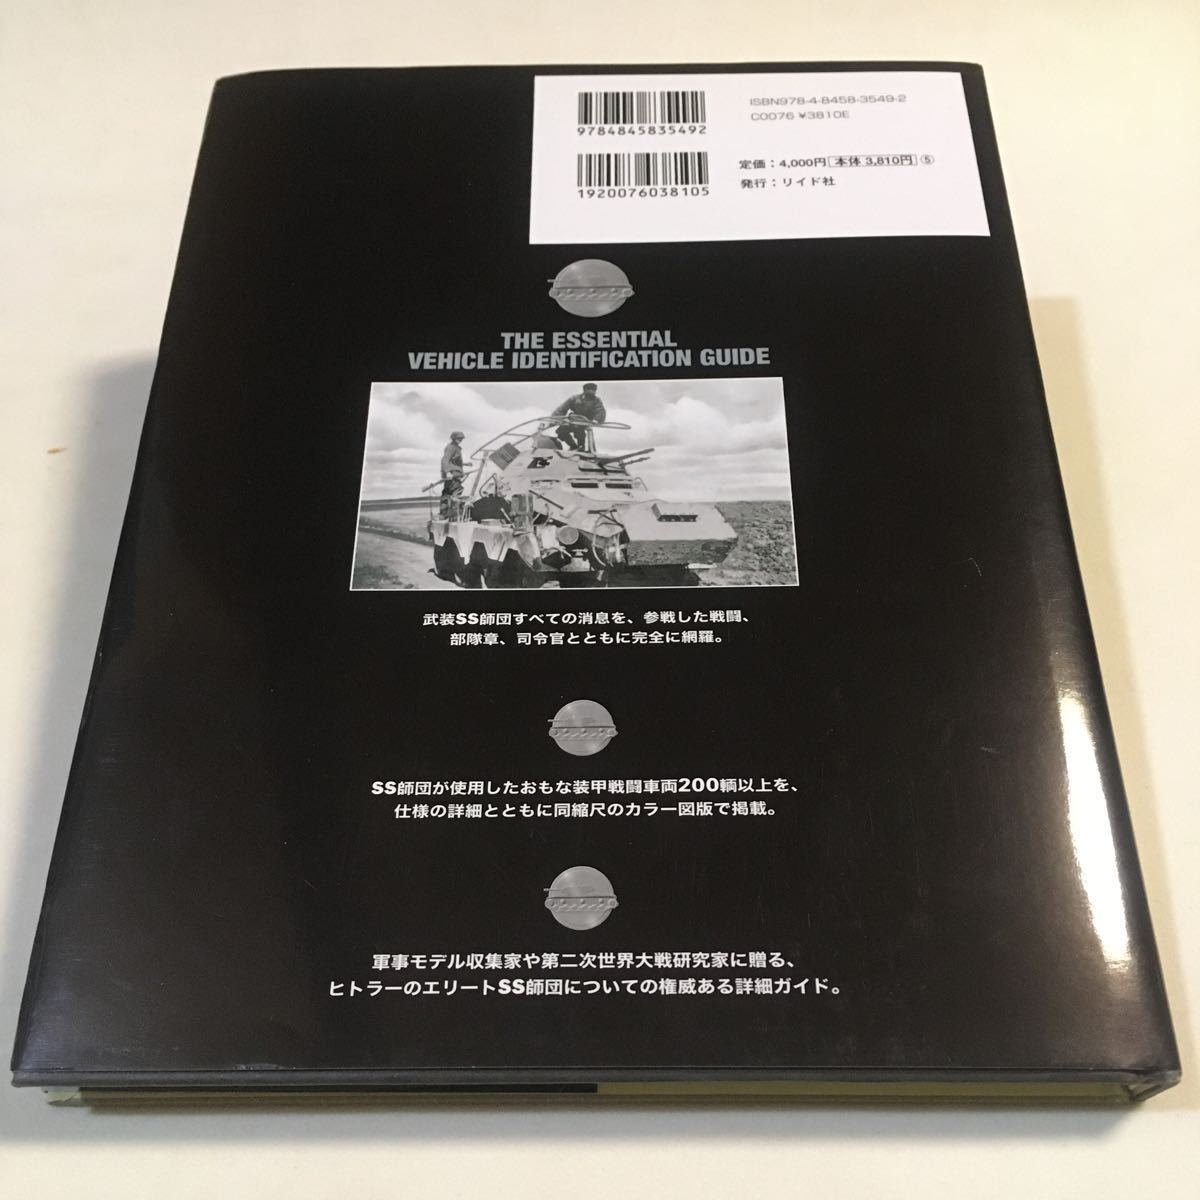 ISBN978-4-8458-3549-2
C0076 ¥3810E
9784845835492
1920076038105
定価：4,000円 本体 3,810円 ⑤
発行：リイド社
THE ESSENTIAL
VEHICLE IDENTIFICATION GUIDE
武装SS師団すべての消息を、参戦した戦闘、
部隊章、司令官とともに完全に網羅。
SS師団が使用したおもな装甲戦闘車両200輌以上を、
仕様の詳細とともに同縮尺のカラー図版で掲載。
軍事モデル収集家や第二次世界大戦研究家に贈る、
ヒトラーのエリートSS師団についての権威ある詳細ガイド。